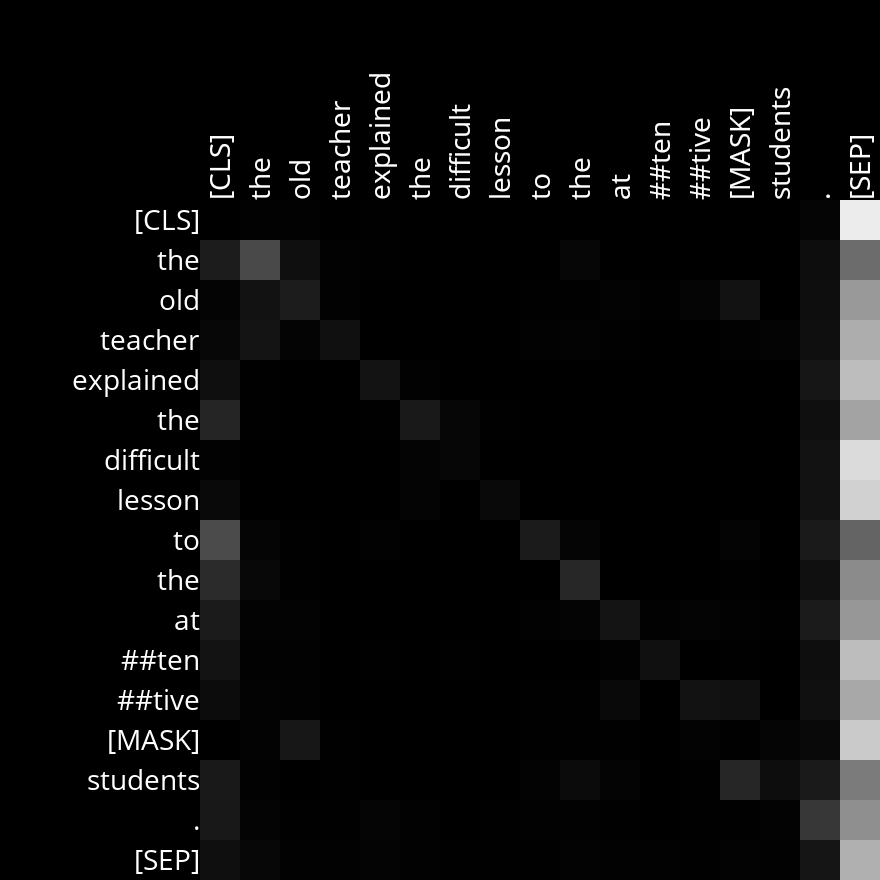 [CLS] the old teacher explained the difficult lesson to the at ##ten ##tive [MASK] students . [SEP]
[CLS]
the
old
teacher
explained
the
difficult
lesson
to
the
at
##ten
##tive
[MASK]
students
.
[SEP]